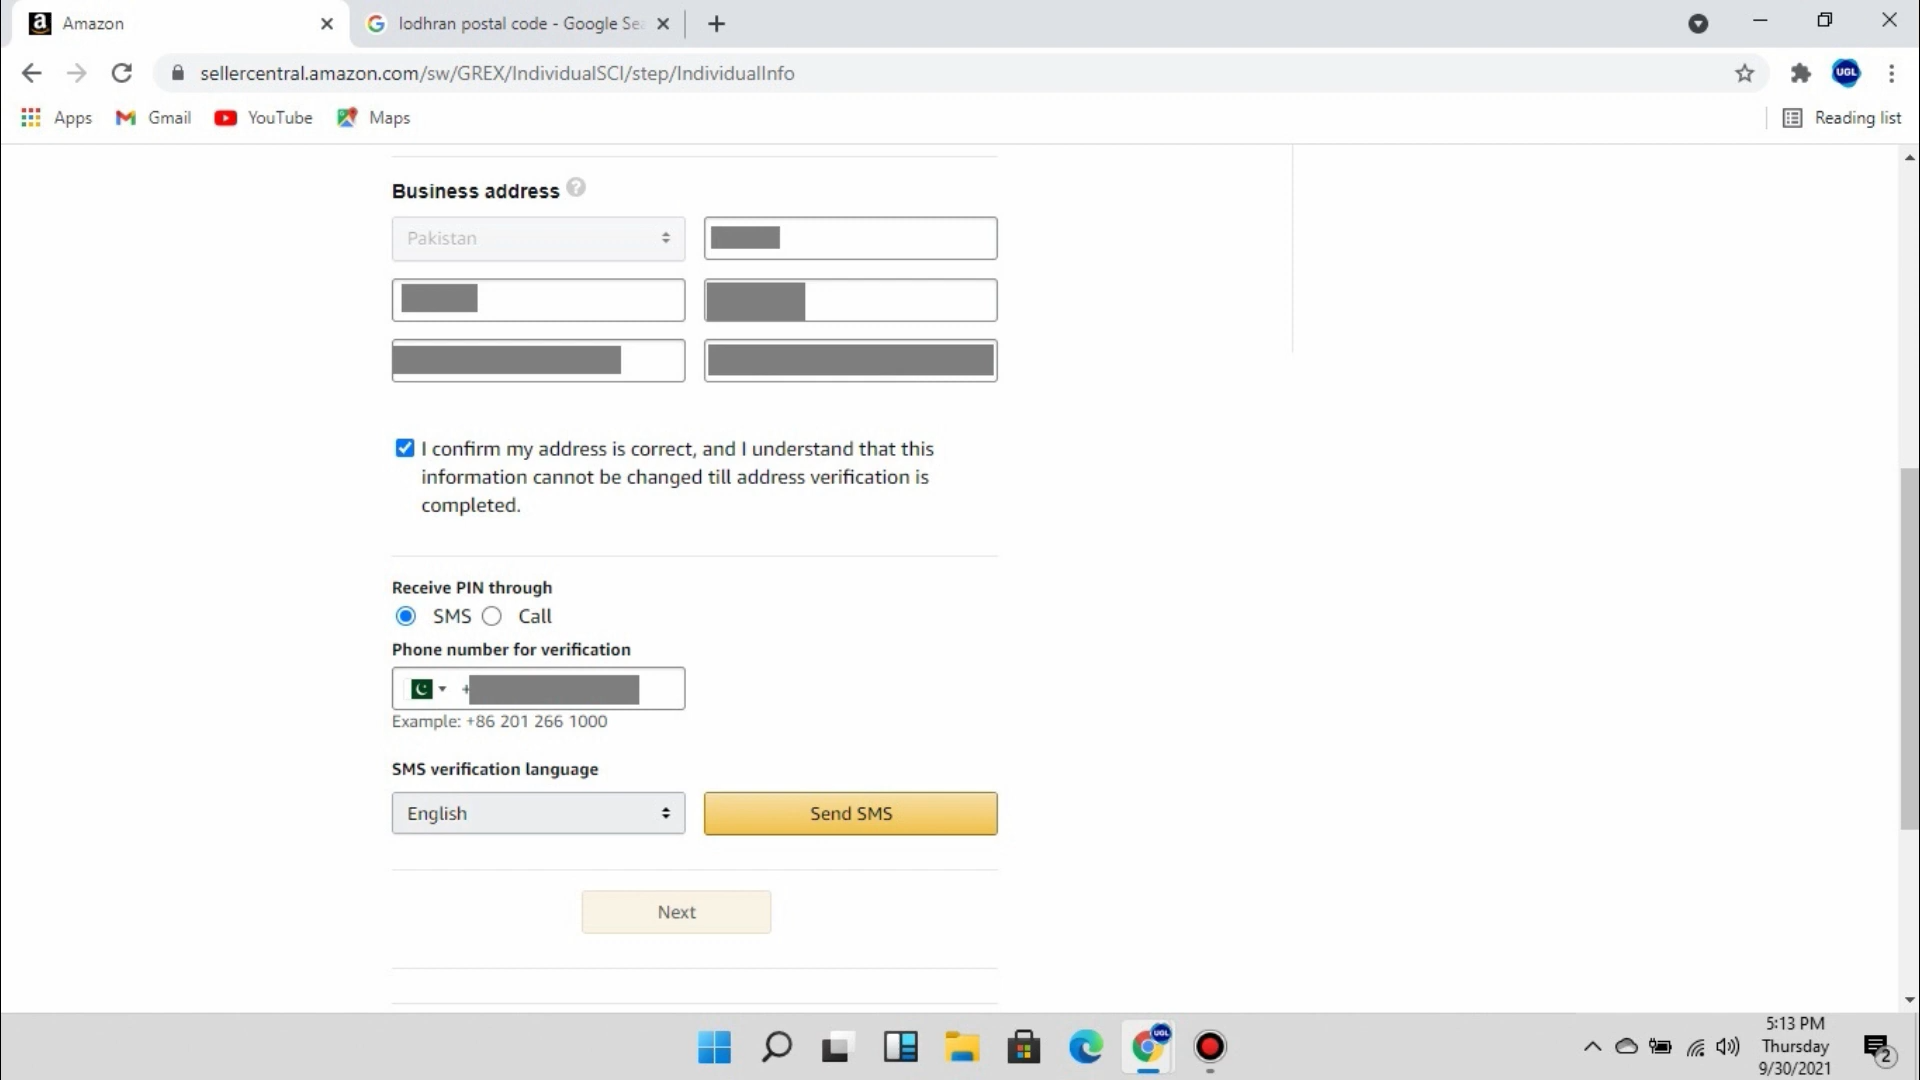 Amazon
lodhran postal code - Google Se
sellercentral.amazon.com/sw/GREX/IndividualSCI/step/IndividualInfo
UGL
Apps
Gmail
YouTube
Maps
Reading list
Business address ?
Pakistan
I confirm my address is correct, and I understand that this
information cannot be changed till address verification is
completed.
Receive PIN through
SMS
Call
Phone number for verification
+
Example: +86 201 266 1000
SMS verification language
English
Send SMS
Next
UGL
5:13 PM
Thursday
9/30/2021
2